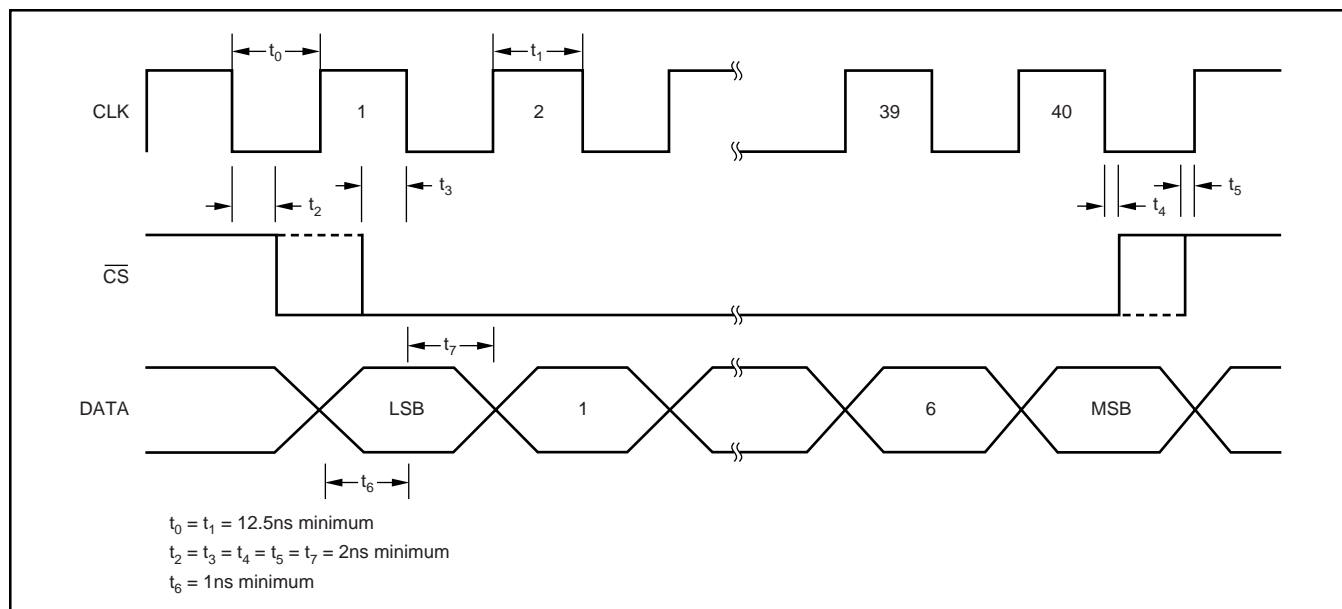 t0 t1
CLK 1 2 39 40
t2 t3 t4 t5
CS
t7
DATA LSB 1 6 MSB
t6
t0 = t1 = 12.5ns minimum
t2 = t3 = t4 = t5 = t7 = 2ns minimum
t6 = 1ns minimum